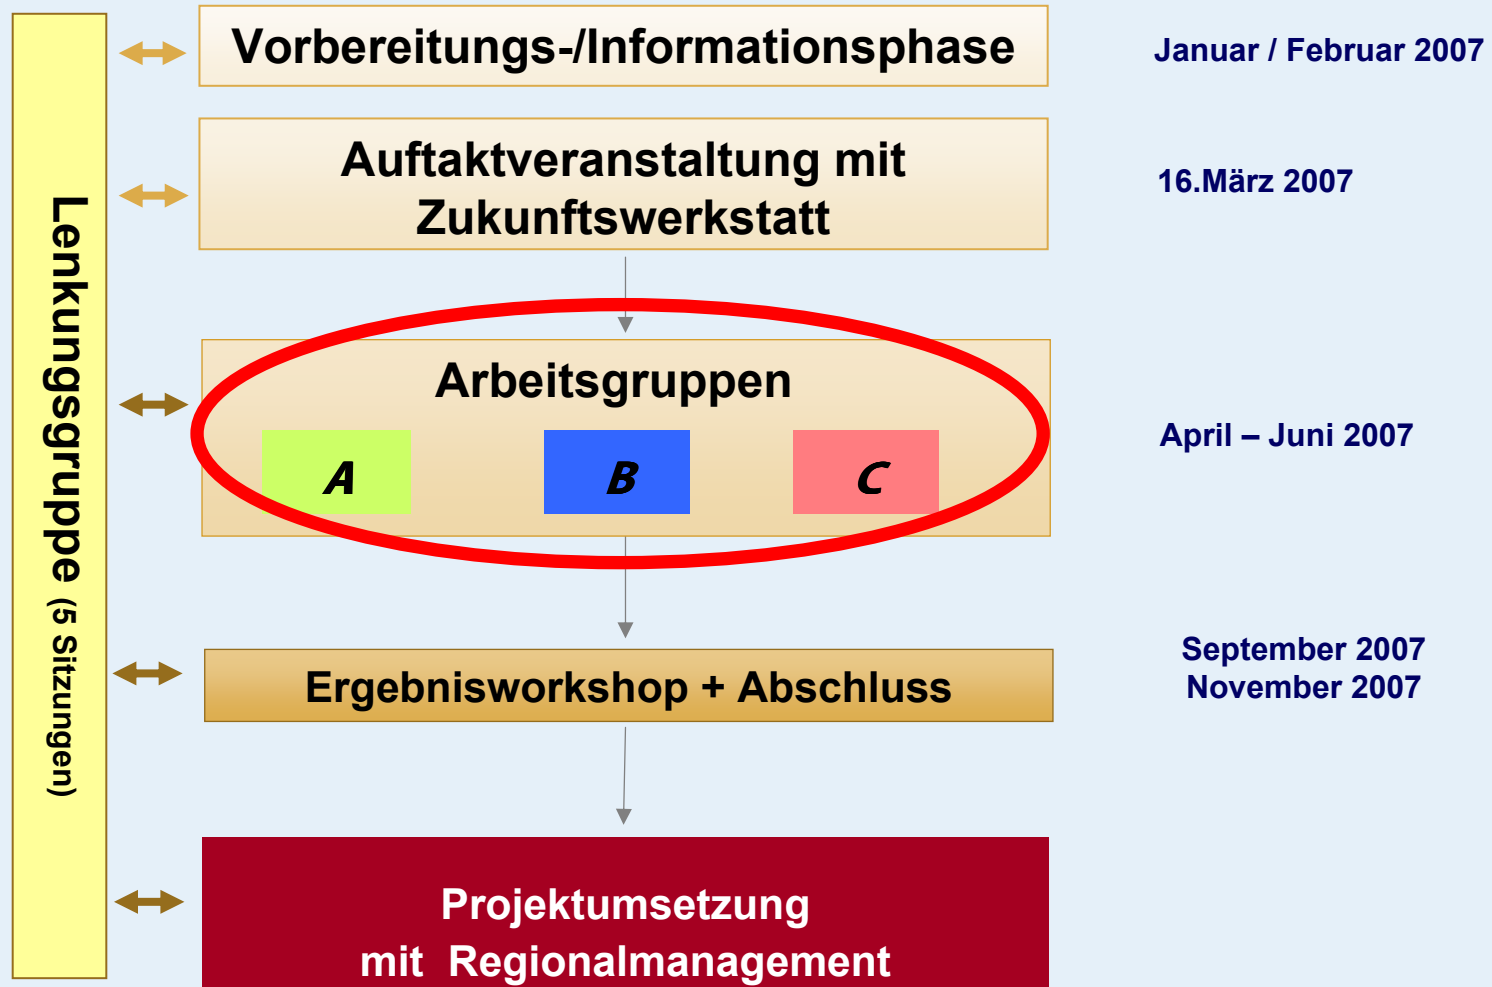 Lenkungsgruppe (5 Sitzungen)
Vorbereitungs-/Informationsphase
Januar / Februar 2007
Auftaktveranstaltung mit
Zukunftswerkstatt
16.März 2007
Arbeitsgruppen
A B C
April – Juni 2007
Ergebnisworkshop + Abschluss
September 2007
November 2007
Projektumsetzung
mit Regionalmanagement